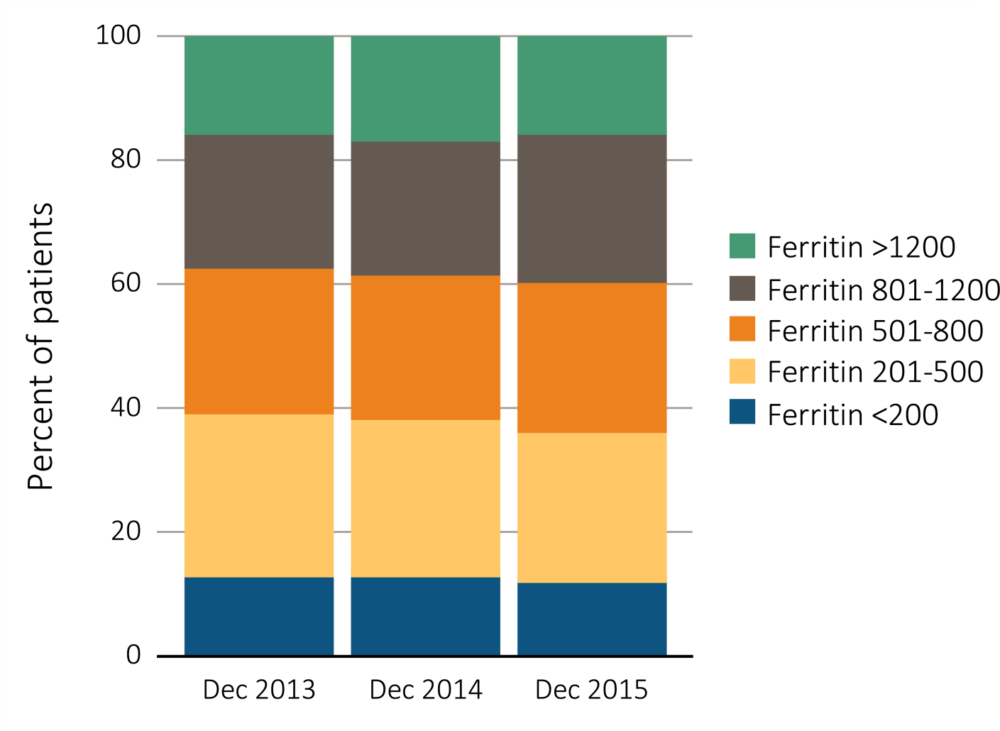 Percent of patients
100
80
60
40
20
0
Dec 2013
Dec 2014
Dec 2015
Ferritin >1200
Ferritin 801-1200
Ferritin 501-800
Ferritin 201-500
Ferritin <200